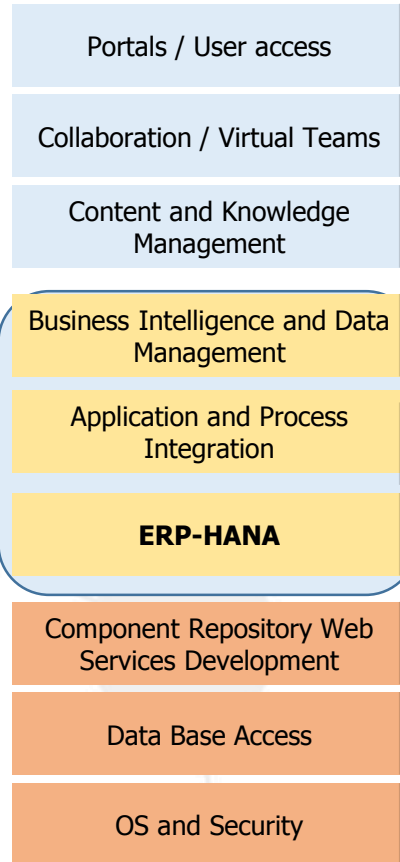 Portals / User access
Collaboration / Virtual Teams
Content and Knowledge
Management
Business Intelligence and Data
Management
Application and Process
Integration
ERP-HANA
Component Repository Web
Services Development
Data Base Access
OS and Security